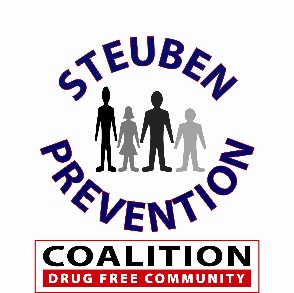 STEUBEN
PREVENTION
COALITION
DRUG FREE COMMUNITY